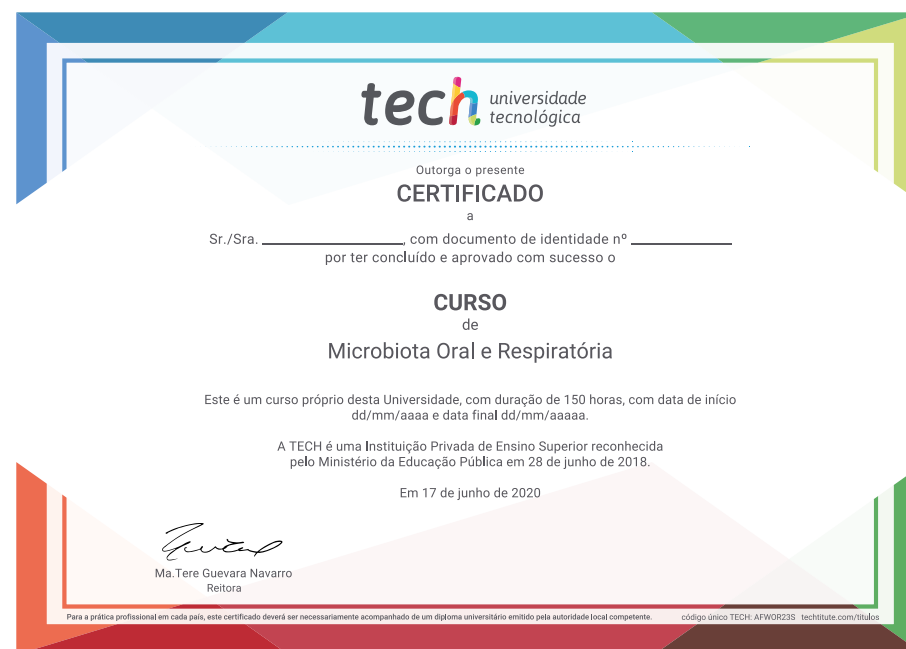 tech universidade
tecnológica
Outorga o presente
CERTIFICADO
a
Sr./Sra. ________________, com documento de identidade nº ____________
por ter concluído e aprovado com sucesso o
CURSO
de
Microbiota Oral e Respiratória
Este é um curso próprio desta Universidade, com duração de 150 horas, com data de início
dd/mm/aaaa e data final dd/mm/aaaaa.
A TECH é uma Instituição Privada de Ensino Superior reconhecida
pelo Ministério da Educação Pública em 28 de junho de 2018.
Em 17 de junho de 2020
Ma.Tere Guevara Navarro
Reitora
Para a prática profissional em cada país, este certificado deverá ser necessariamente acompanhado de um diploma universitário emitido pela autoridade local competente. código único TECH: AFWOR23S techtitute.com/titulos